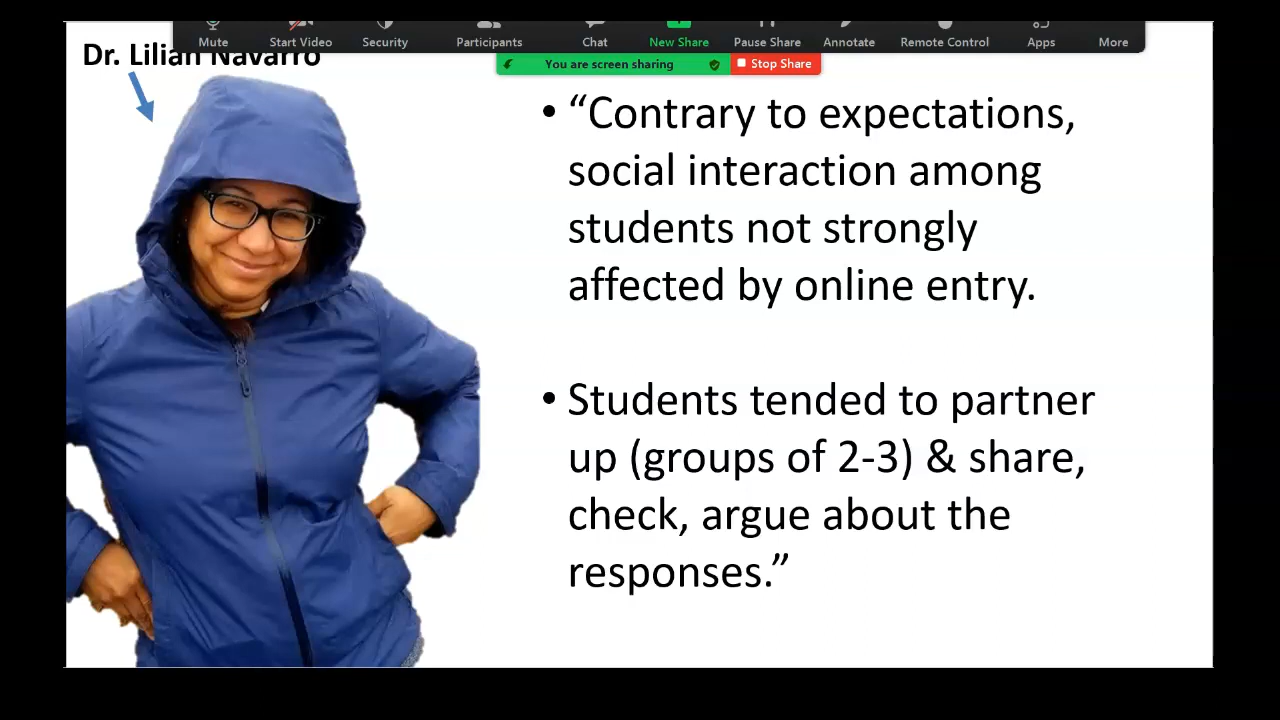 Mute Start Video Security Participants Chat New Share Pause Share Annotate Remote Control Apps More
Dr. Lilian Navarro
You are screen sharing Stop Share
• “Contrary to expectations,
social interaction among
students not strongly
affected by online entry.
• Students tended to partner
up (groups of 2-3) & share,
check, argue about the
responses.”